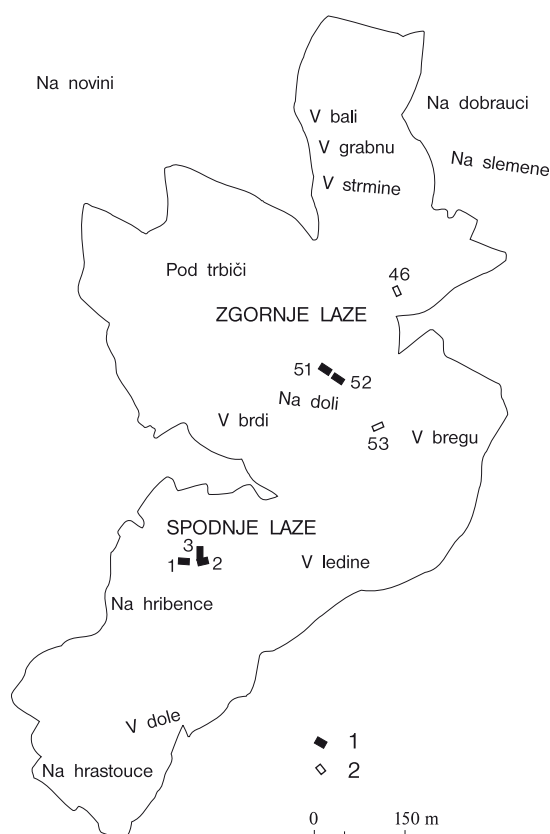 Na novini
Na dobrauci
V bali
V grabnu
Na slemene
V strmine
Pod trbiči
46
ZGORNJE LAZE
51
52
Na doli
V brdi
53
V bregu
SPODNJE LAZE
3
1
2
V ledine
Na hribence
V dole
Na hrastouce
1
2
0 150 m